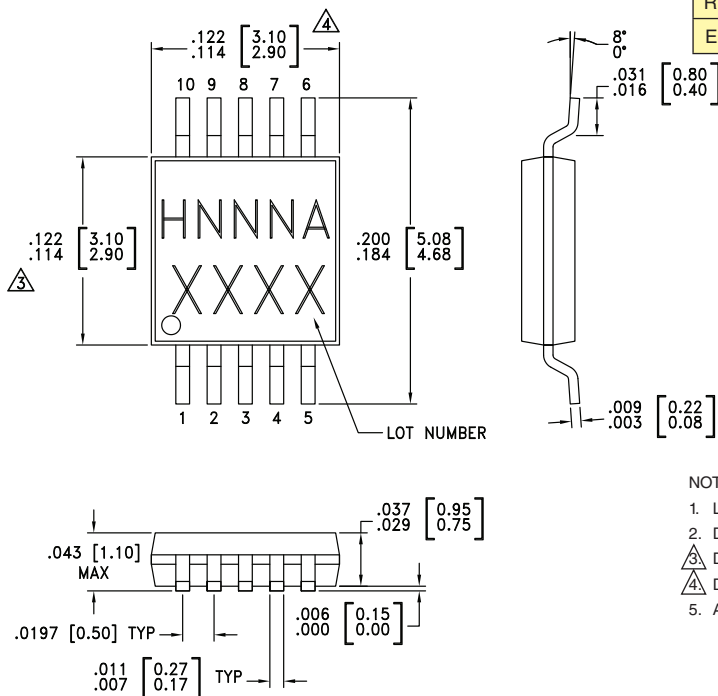 R
E
.122 [3.10]
.114 [2.90]
4
8°
0°
.031 [0.80]
.016 [0.40]
10 9 8 7 6
HNNNA
XXXX
.122 [3.10]
.114 [2.90]
3
.200 [5.08]
.184 [4.68]
1 2 3 4 5
LOT NUMBER
.009 [0.22]
.003 [0.08]
.037 [0.95]
.029 [0.75]
.043 [1.10]
MAX
.0197 [0.50] TYP
.006 [0.15]
.000 [0.00]
.011 [0.27]
.007 [0.17]
TYP
NOT
1. L
2. D
3. D
4. D
5. A